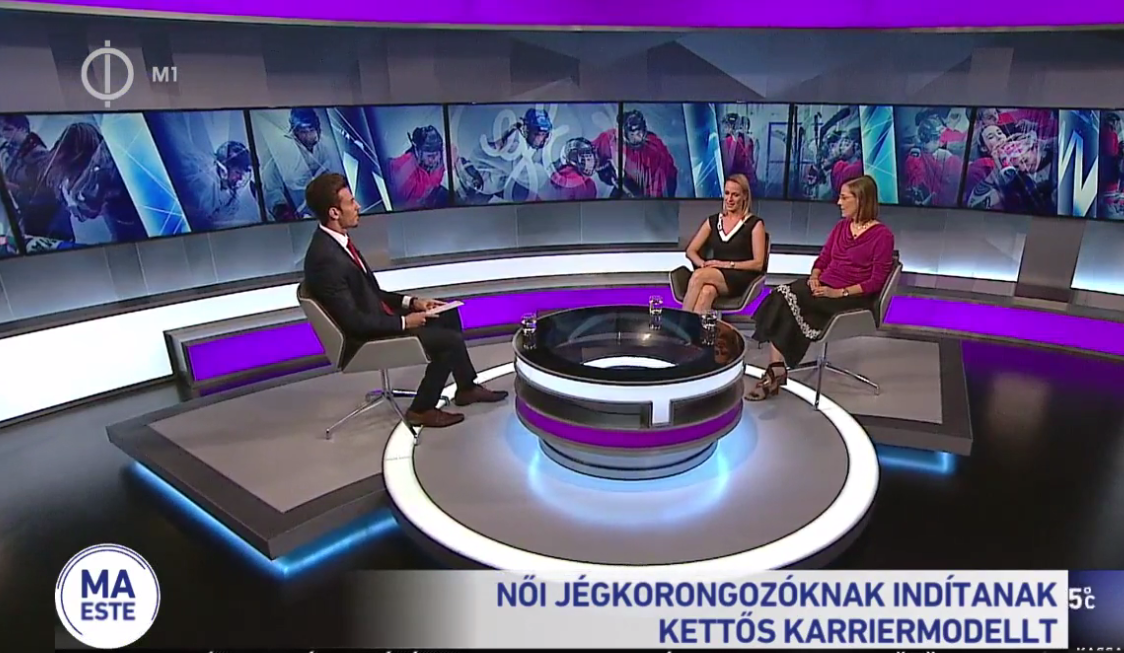 M1
MA
ESTE
NŐI JÉGKORONGOZÓKNAK INDÍTANAK
KETTŐS KARRIERMODELLT
5°C